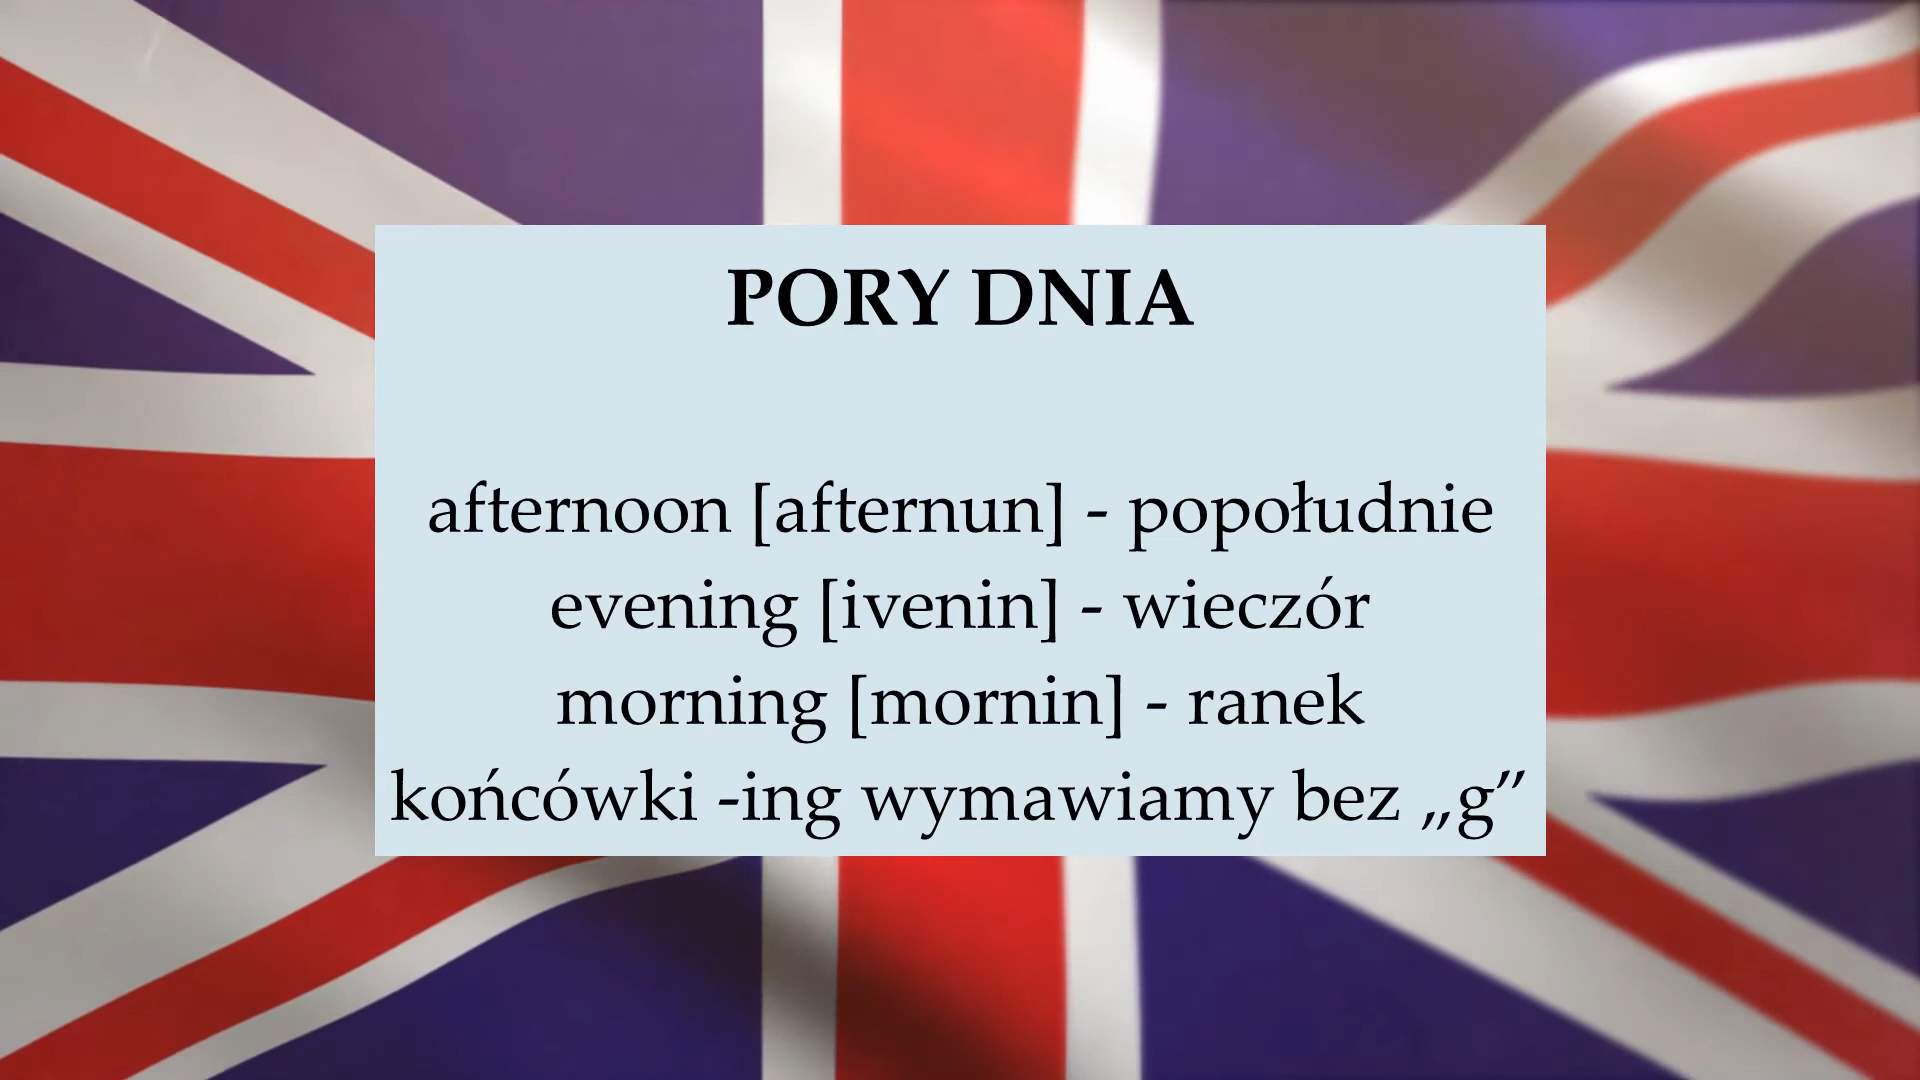 PORY DNIA
afternoon [afternun] - popołudnie
evening [ivenin] - wieczór
morning [mornin] - ranek
końcówki -ing wymawiamy bez „g”